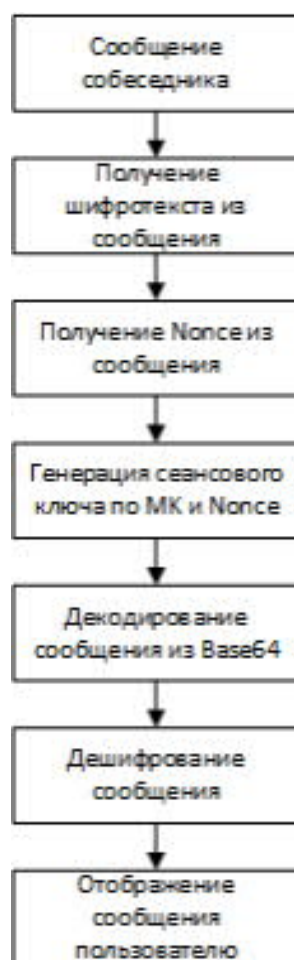 Сообщение
собеседника
Получение
шифротекста из
сообщения
Получение Nonce из
сообщения
Генерация сеансового
ключа по МК и Nonce
Декодирование
сообщения из Base64
Дешифрование
сообщения
Отображение
сообщения
пользователю